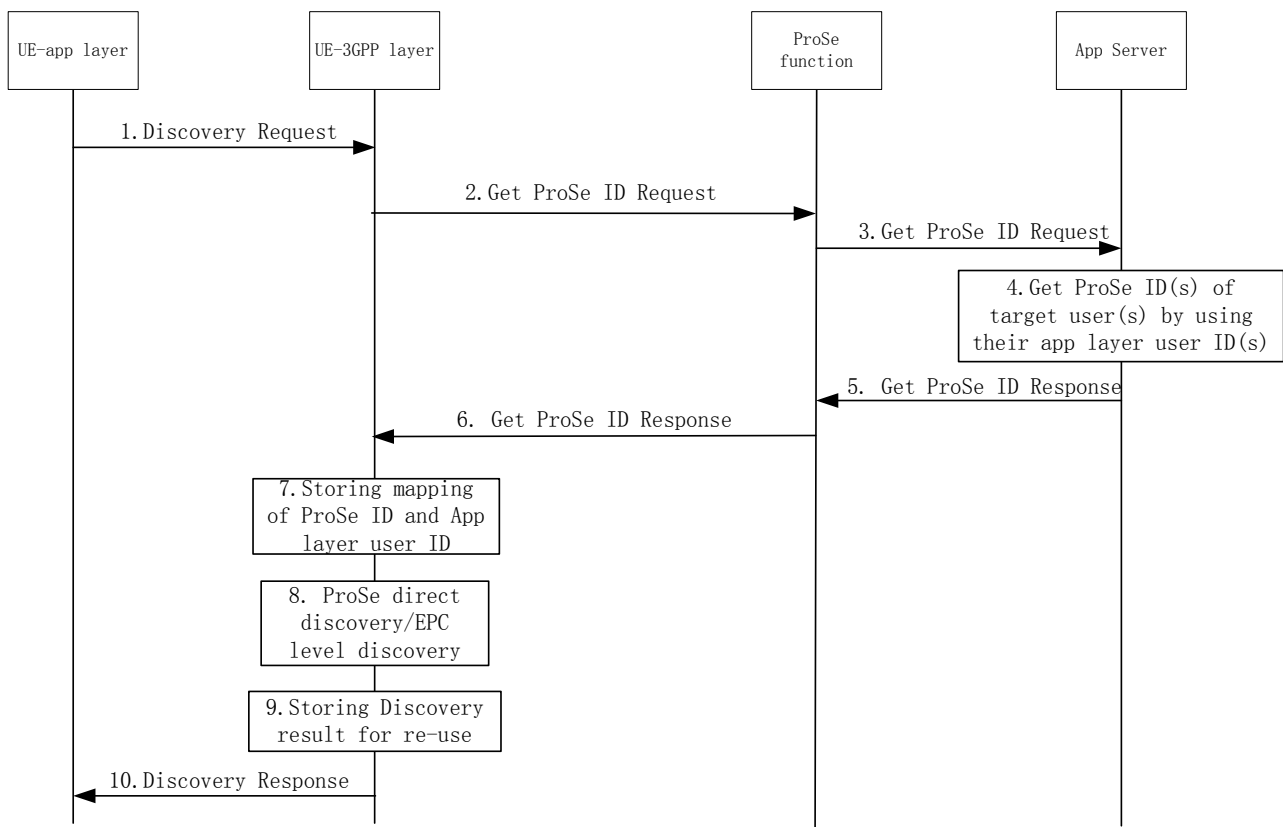 UE-app layer
UE-3GPP layer
ProSe
function
App Server
1.Discovery Request
2.Get ProSe ID Request
3.Get ProSe ID Request
4.Get ProSe ID(s) of
target user(s) by using
their app layer user ID(s)
5. Get ProSe ID Response
6. Get ProSe ID Response
7.Storing mapping
of ProSe ID and App
layer user ID
8. ProSe direct
discovery/EPC
level discovery
9.Storing Discovery
result for re-use
10.Discovery Response